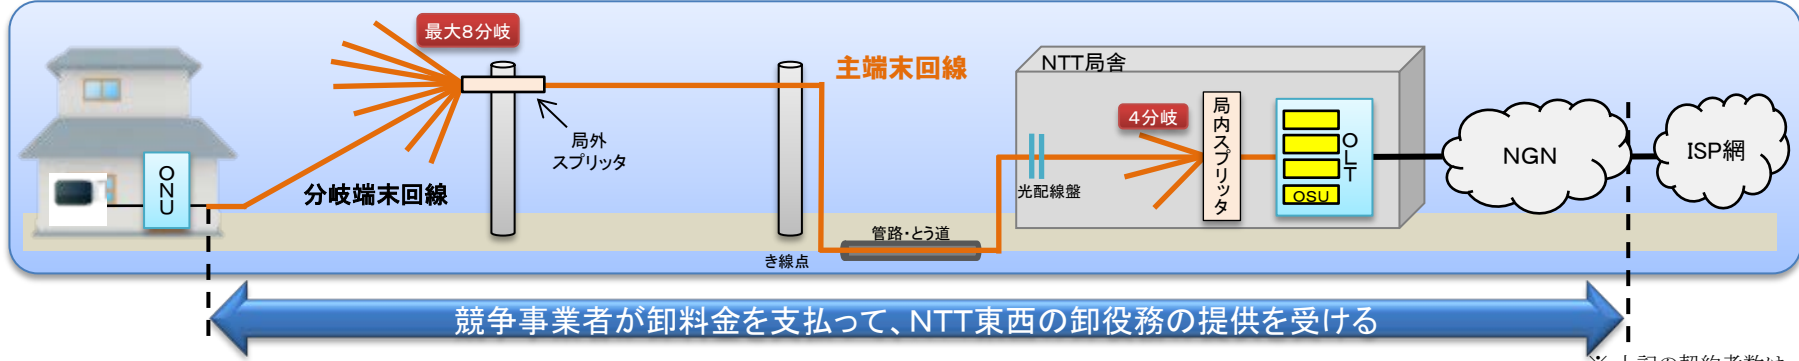 最大8分岐
主端末回線
NTT局舎
4分岐
局内スプリッタ
OLT
OSU
NGN
ISP網
局外
スプリッタ
ONU
分岐端末回線
光配線盤
管路・とう道
き線点
競争事業者が卸料金を支払って、NTT東西の卸役務の提供を受ける